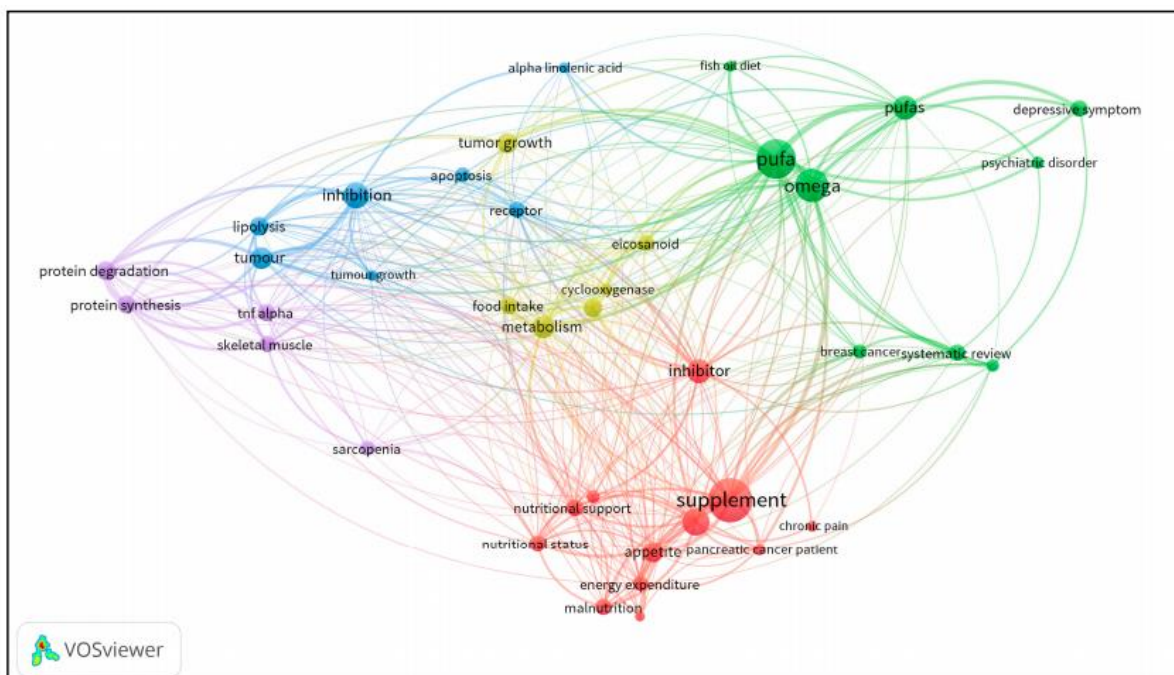 alpha linolenic acid
fish oil diet
pufas
depressive symptom
tumor growth
pufa
psychiatric disorder
apoptosis
omega
inhibition
receptor
lipolysis
eicosanoid
tumour
protein degradation
tumour growth
cyclooxygenase
protein synthesis
tnf alpha
food intake
metabolism
skeletal muscle
breast cancer
systematic review
inhibitor
sarcopenia
supplement
nutritional support
chronic pain
nutritional status
appetite
pancreatic cancer patient
energy expenditure
malnutrition
VOSviewer